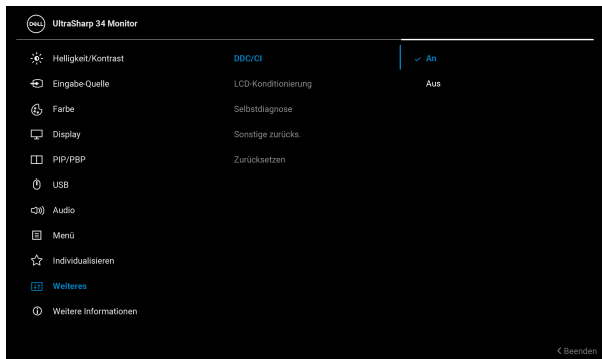 DELL UltraSharp 34 Monitor
Helligkeit/Kontrast DDC/CI An
Eingabe-Quelle LCD-Konditionierung Aus
Farbe Selbstdiagnose
Display Sonstige zurücks.
PIP/PBP Zurücksetzen
USB
Audio
Menü
Individualisieren
Weiteres
Weitere Informationen
Beenden